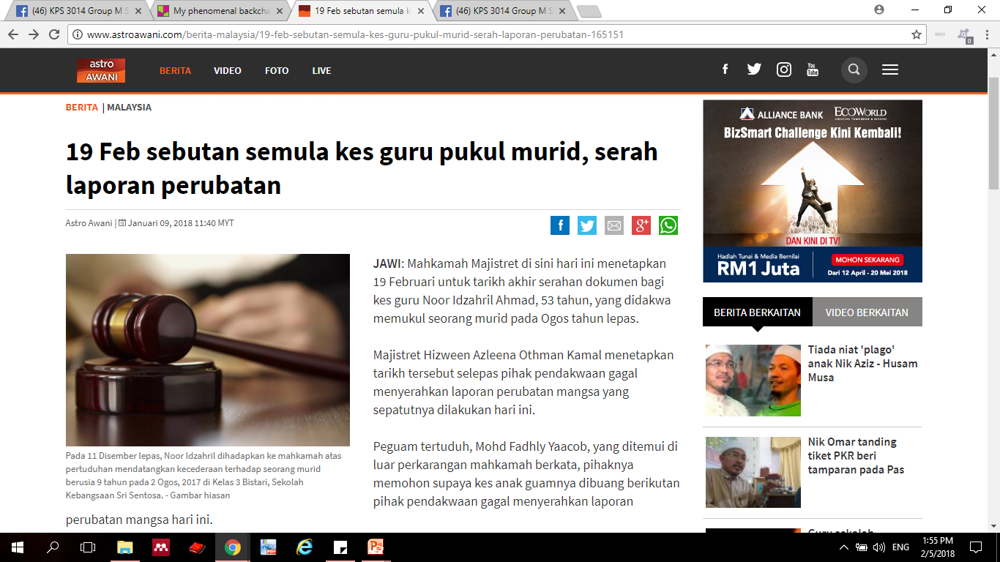 (46) KPS 3014 Group M S
My phenomenal backcha
19 Feb sebutan semula k
(46) KPS 3014 Group M S
www.astroawani.com/berita-malaysia/19-feb-sebutan-semula-kes-guru-pukul-murid-serah-laporan-perubatan-165151
0
astro
AWANI
BERITA VIDEO FOTO LIVE
You
Tube
BERITA | MALAYSIA
19 Feb sebutan semula kes guru pukul murid, serah
laporan perubatan
Astro Awani | Januari 09, 2018 11:40 MYT
Pada 11 Disember lepas, Noor Idzahril dihadapkan ke mahkamah atas
pertuduhan mendatangkan kecederaan terhadap seorang murid
berusia 9 tahun pada 2 Ogos, 2017 di Kelas 3 Bistari, Sekolah
Kebangsaan Sri Sentosa. - Gambar hiasan
JAWI: Mahkamah Majistret di sini hari ini menetapkan
19 Februari untuk tarikh akhir serahan dokumen bagi
kes guru Noor Idzahril Ahmad, 53 tahun, yang didakwa
memukul seorang murid pada Ogos tahun lepas.
Majistret Hizween Azleena Othman Kamal menetapkan
tarikh tersebut selepas pihak pendakwaan gagal
menyerahkan laporan perubatan mangsa yang
sepatutnya dilakukan hari ini.
Peguam tertuduh, Mohd Fadhly Yaacob, yang ditemui di
luar perkarangan mahkamah berkata, pihaknya
memohon supaya kes anak guamnya dibuang berikutan
pihak pendakwaan gagal menyerahkan laporan
perubatan mangsa hari ini.
ALLIANCE BANK ECOWORLD
CREATING TOMORROW & BEYOND
BizSmart Challenge Kini Kembali!
DAN KINI DI TV!
Hadiah Tunai & Media Bernilai
RM1 Juta
MOHON SEKARANG
Dari 12 April - 20 Mei 2018
BERITA BERKAITAN VIDEO BERKAITAN
Tiada niat 'plago'
anak Nik Aziz - Husam
Musa
Nik Omar tanding
tiket PKR beri
tamparan pada Pas
Guru sekolah
ENG
1:55 PM
2/5/2018